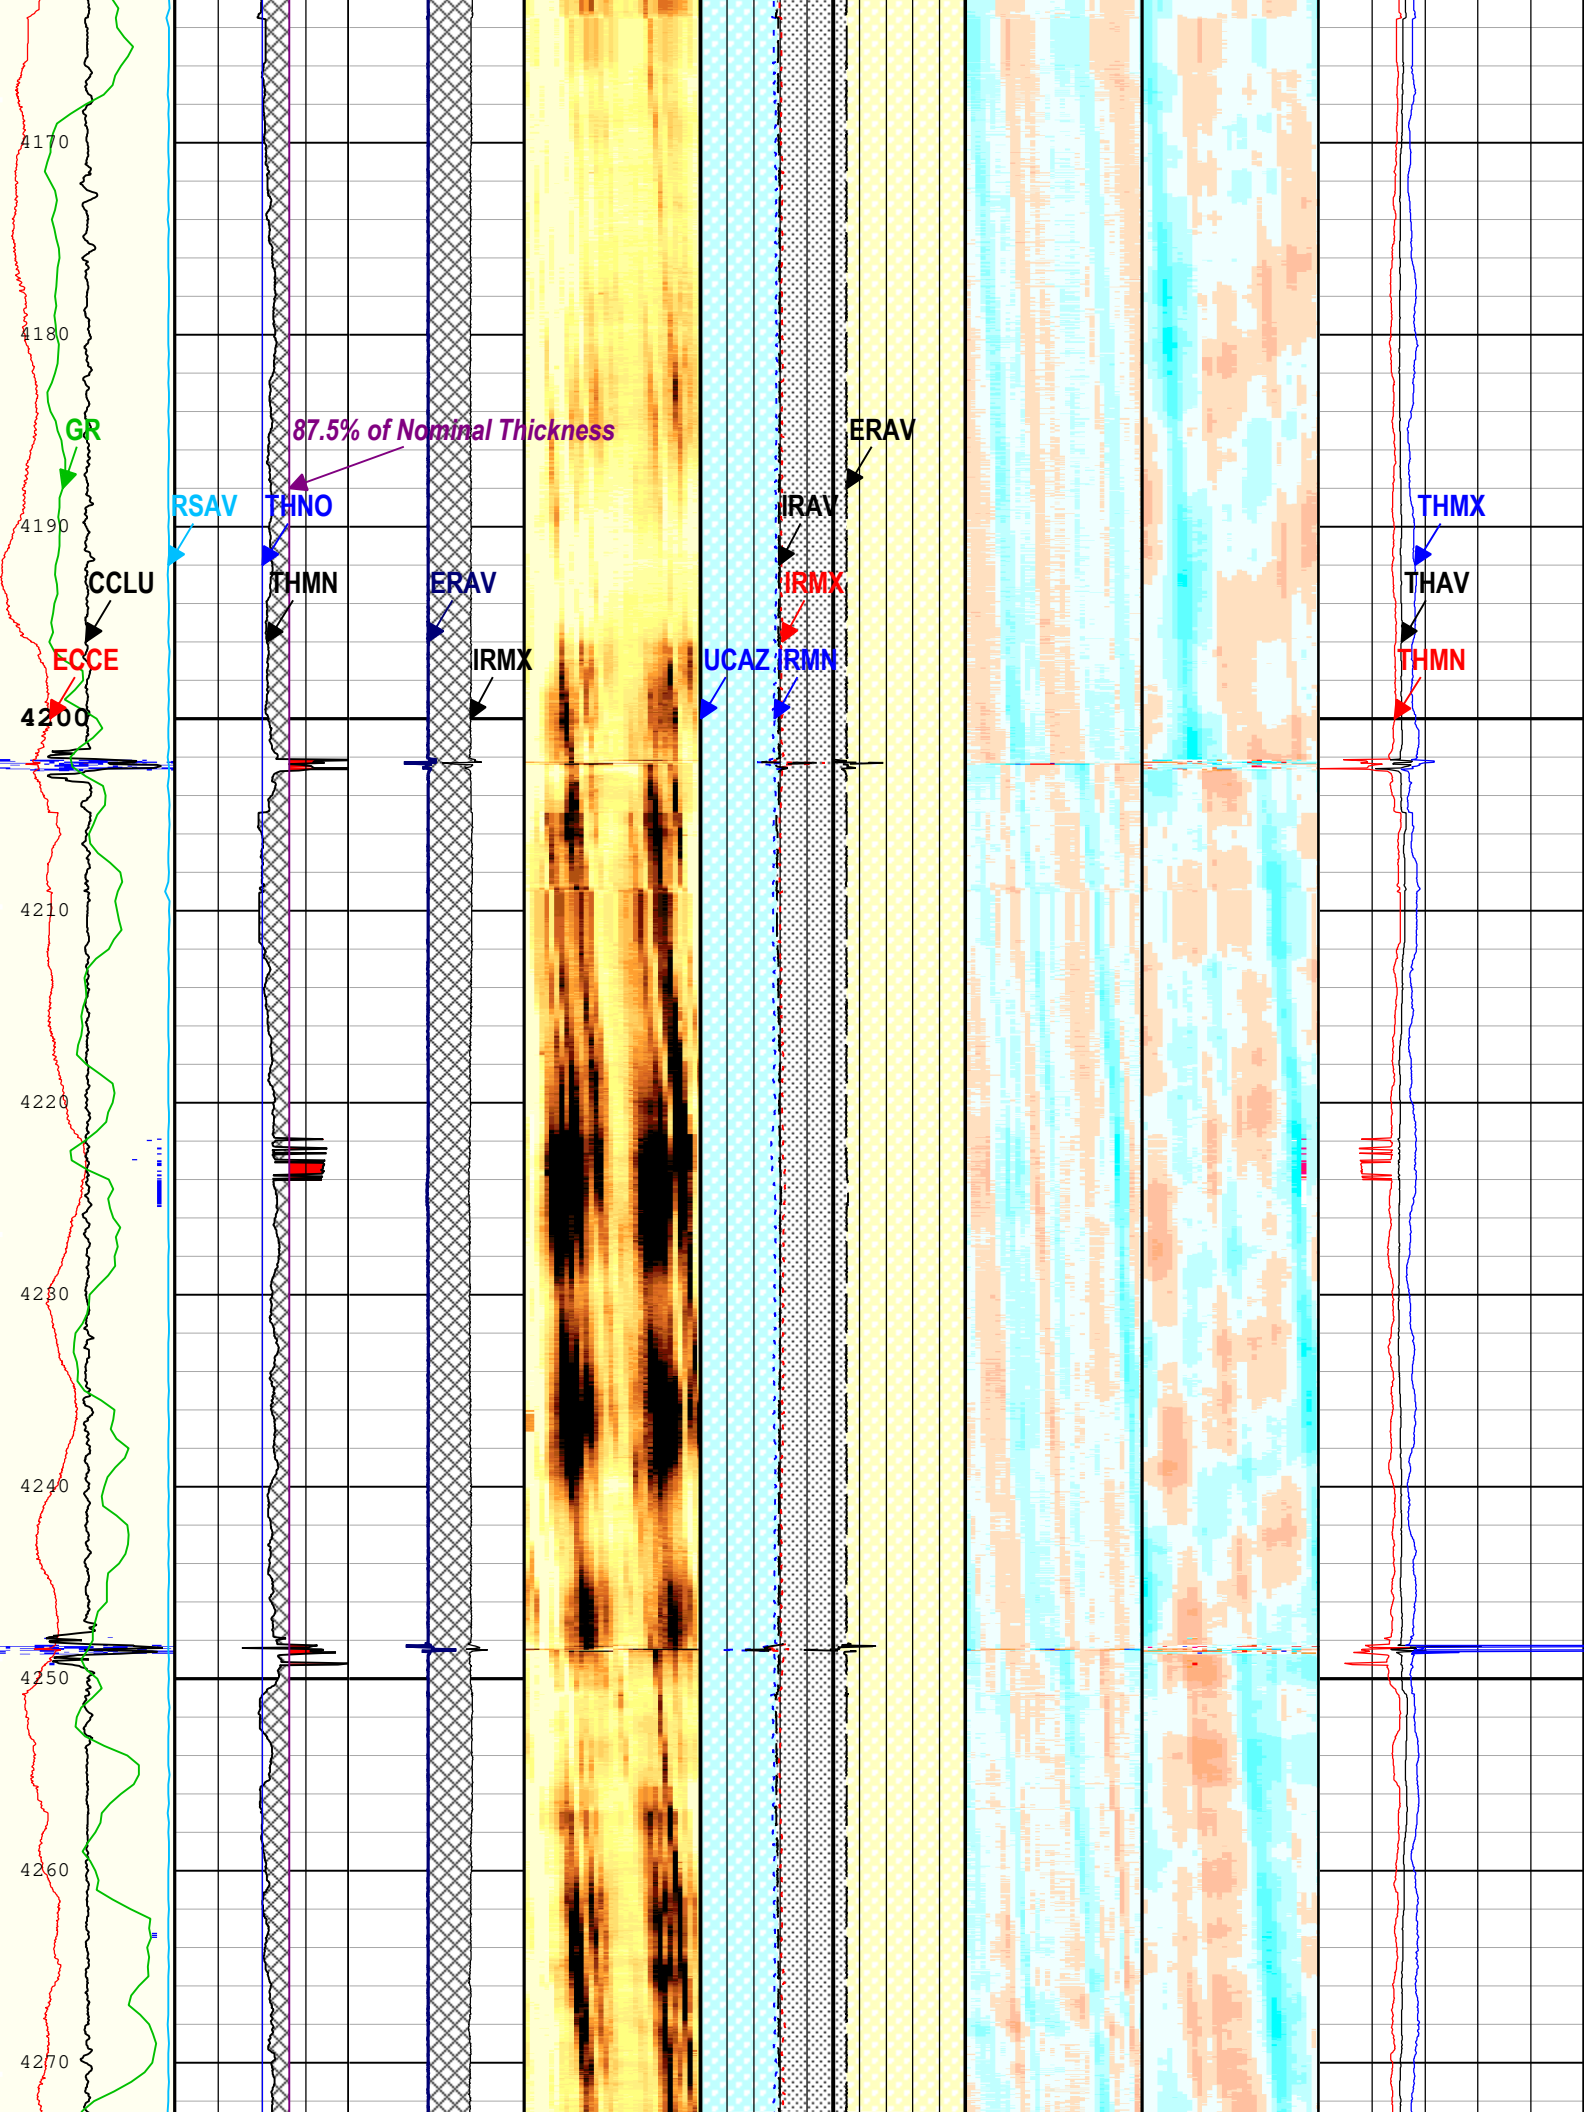 4170
4180
GR
87.5% of Nominal Thickness
ERAV
RSAV
THNO
IRAV
THMX
4190
CCLU
THMN
ERAV
IRMX
THAV
ECCE
IRMX
UCAZ
IRMN
THMN
4200
4210
4220
4230
4240
4250
4260
4270